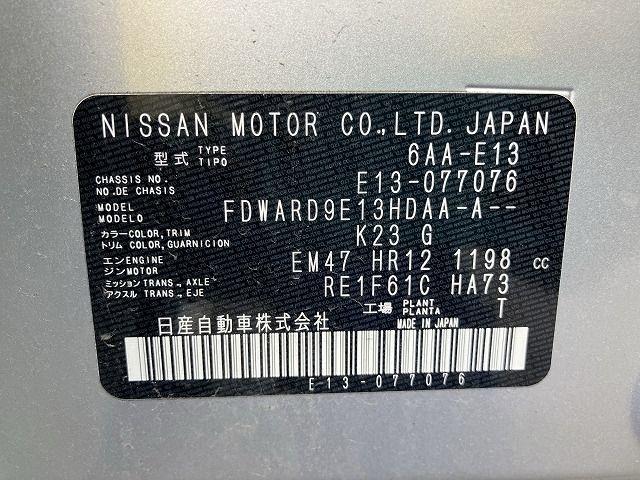 NISSAN MOTOR CO.,LTD. JAPAN
型式 TYPE TIPO 6AA-E13
CHASSIS NO. NO.DE CHASIS E13-077076
MODEL MODELO FDWARD9E13HDAA-A--
カラー COLOR,TRIM トリム COLOR,GUARNICION K23 G
エンジン ENGINE MOTOR EM47 HR12 1198 cc
ミッション TRANS.,AXLE アクスル TRANS.,EJE RE1F61C HA73
工場 PLANT PLANTA T
日産自動車株式会社 MADE IN JAPAN
E13-077076